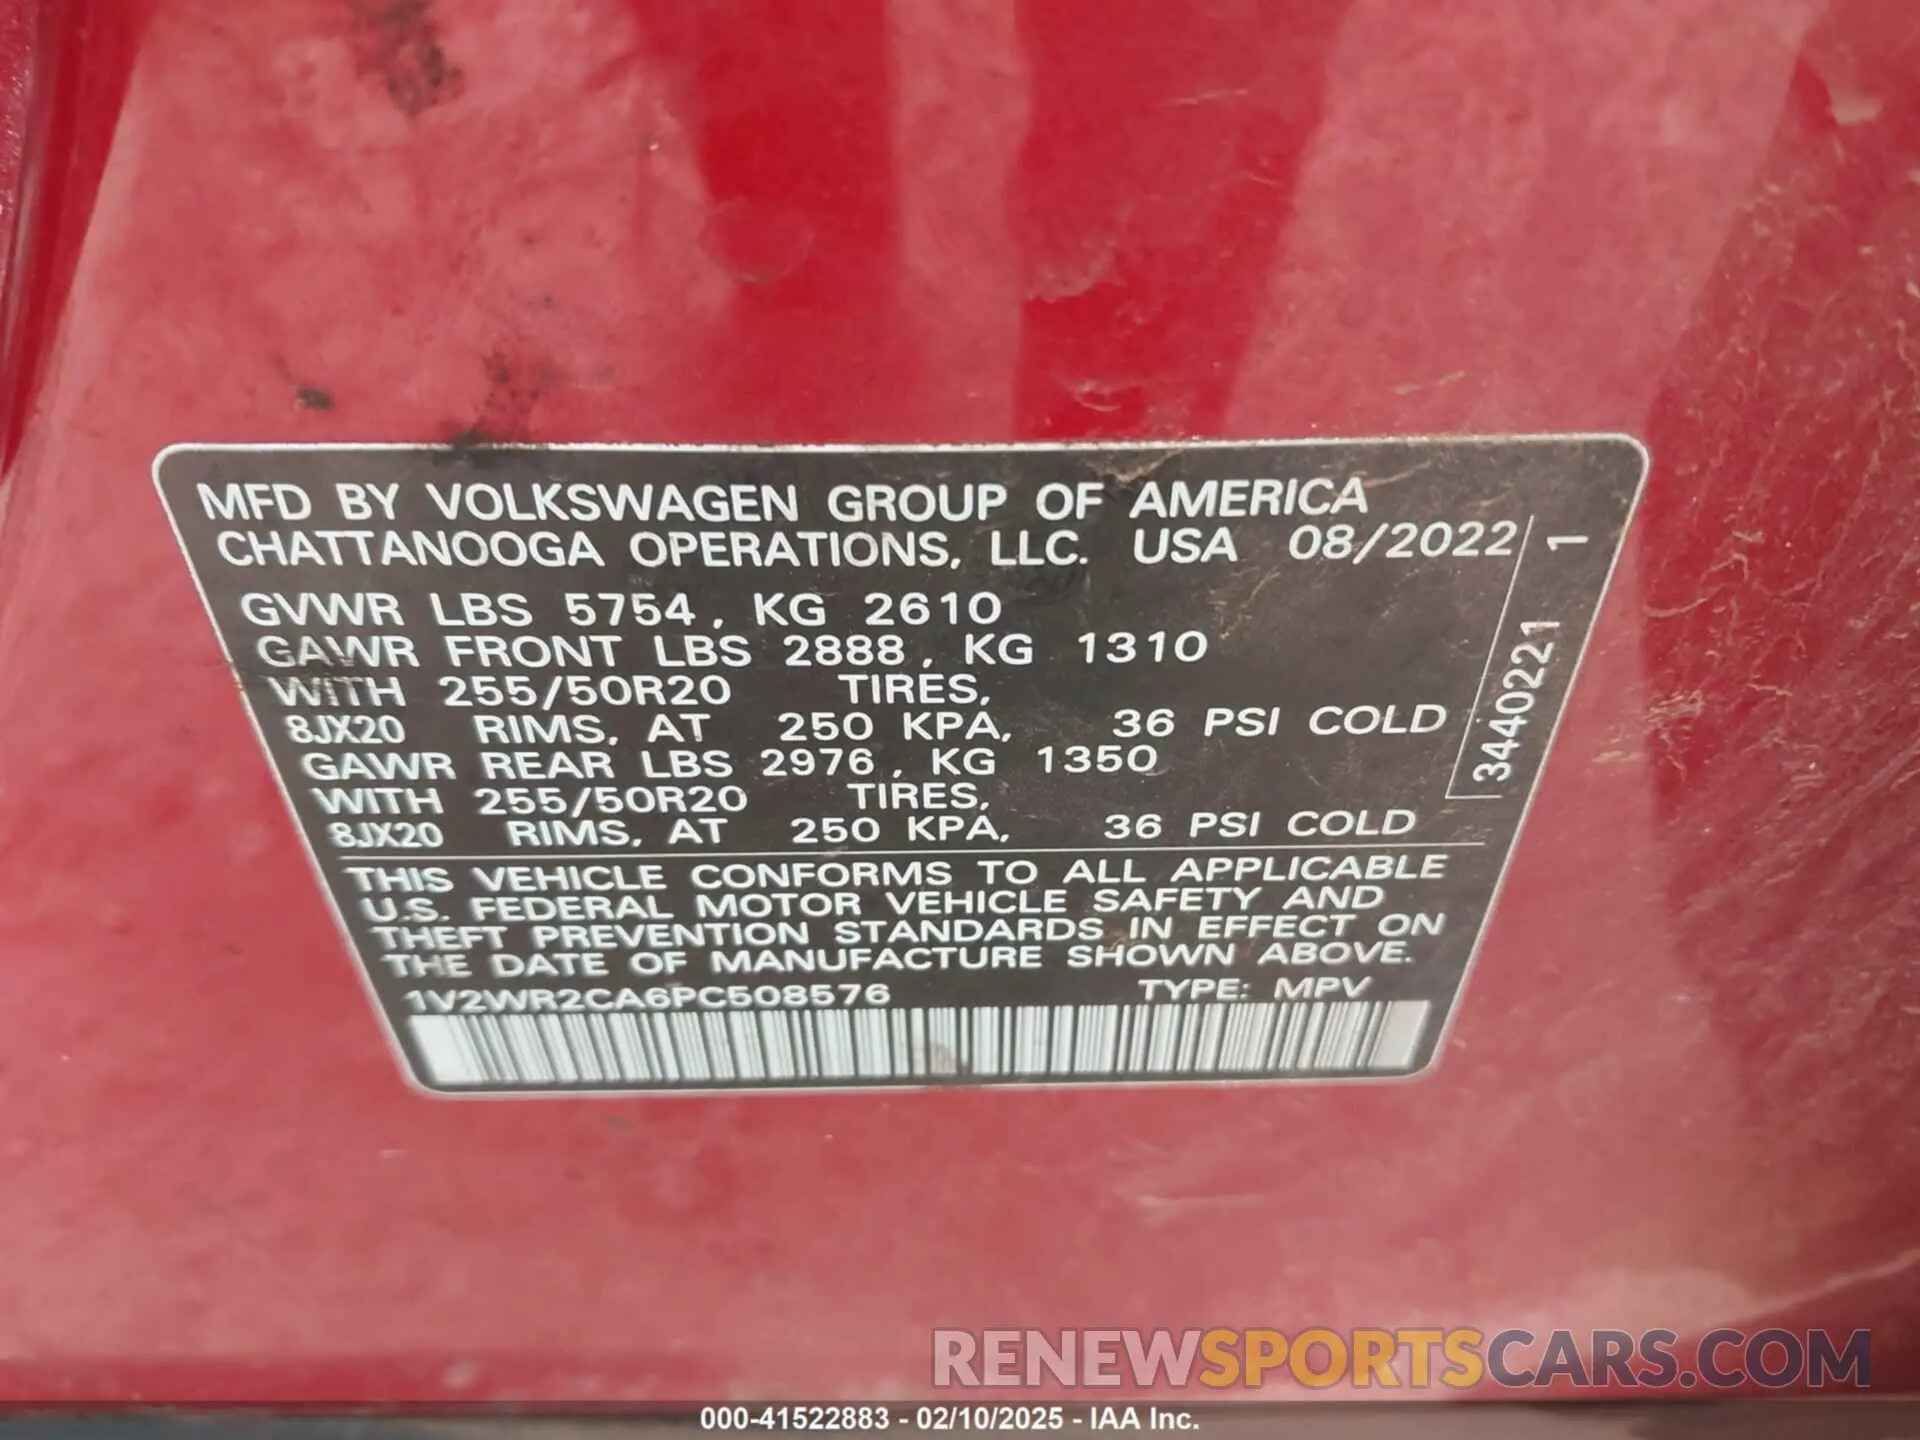 MFD BY VOLKSWAGEN GROUP OF AMERICA
CHATTANOOGA OPERATIONS, LLC. USA 08/2022
GVWR LBS 5754, KG 2610
GAWR FRONT LBS 2888, KG 1310
WITH 255/50R20 TIRES,
8JX20 RIMS, AT 250 KPA, 36 PSI COLD
GAWR REAR LBS 2976, KG 1350
WITH 255/50R20 TIRES,
8JX20 RIMS, AT 250 KPA, 36 PSI COLD
THIS VEHICLE CONFORMS TO ALL APPLICABLE
U.S. FEDERAL MOTOR VEHICLE SAFETY AND
THEFT PREVENTION STANDARDS IN EFFECT ON
THE DATE OF MANUFACTURE SHOWN ABOVE.
1V2WR2CA6PC508576 TYPE: MPV
34402211 1
RENEWSPORTSCARS.COM
000-41522883 - 02/10/2025 - IAA Inc.